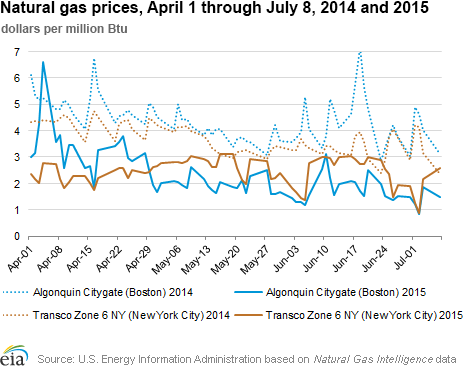 Natural gas prices, April 1 through July 8, 2014 and 2015
dollars per million Btu
7
6
5
4
3
2
1
0
Apr-01
Apr-08
Apr-15
Apr-22
Apr-29
May-06
May-13
May-20
May-27
Jun-03
Jun-10
Jun-17
Jun-24
Jul-01
Algonquin Citygate (Boston) 2014
Algonquin Citygate (Boston) 2015
Transco Zone 6 NY (NewYork City) 2014
Transco Zone 6 NY (NewYork City) 2015
eia
Source: U.S. Energy Information Administration based on Natural Gas Intelligence data